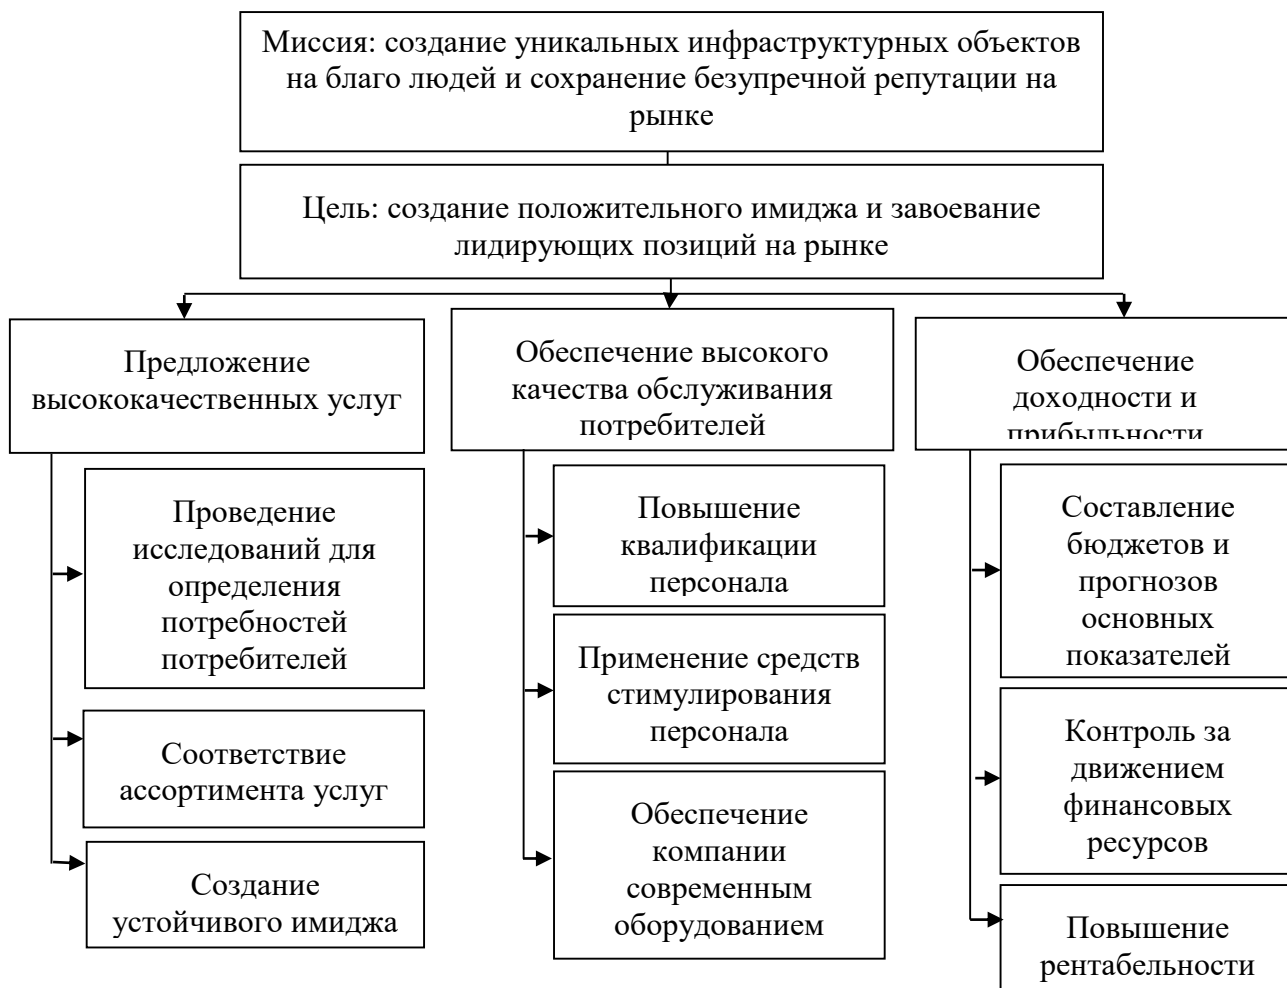 Миссия: создание уникальных инфраструктурных объектов
на благо людей и сохранение безупречной репутации на
рынке
Цель: создание положительного имиджа и завоевание
лидирующих позиций на рынке
Предложение
высококачественных услуг
Проведение
исследований для
определения
потребностей
потребителей
Соответствие
ассортимента услуг
Создание
устойчивого имиджа
Обеспечение высокого
качества обслуживания
потребителей
Повышение
квалификации
персонала
Применение средств
стимулирования
персонала
Обеспечение
компании
современным
оборудованием
Обеспечение
доходности и
прибыльности
Составление
бюджетов и
прогнозов
основных
показателей
Контроль за
движением
финансовых
ресурсов
Повышение
рентабельности